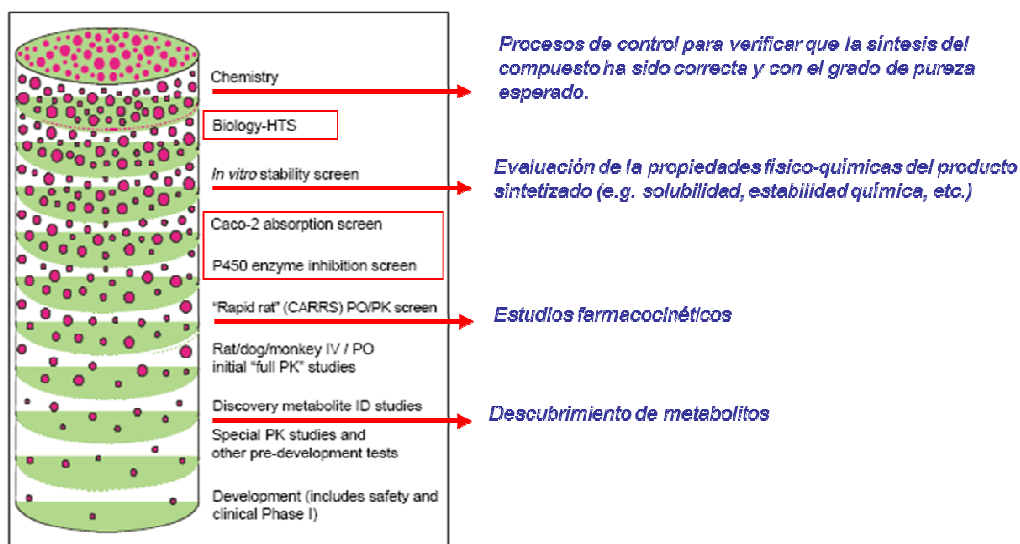 Chemistry
Procesos de control para verificar que la síntesis del
compuesto ha sido correcta y con el grado de pureza
esperado.
Biology-HTS
In vitro stability screen
Evaluación de la propiedades físico-químicas del producto
sintetizado (e.g. solubilidad, estabilidad química, etc.)
Caco-2 absorption screen
P450 enzyme inhibition screen
"Rapid rat" (CARRS) PO/PK screen
Estudios farmacocinéticos
Rat/dog/monkey IV / PO
initial "full PK" studies
Discovery metabolite ID studies
Descubrimiento de metabolitos
Special PK studies and
other pre-development tests
Development (includes safety and
clinical Phase I)